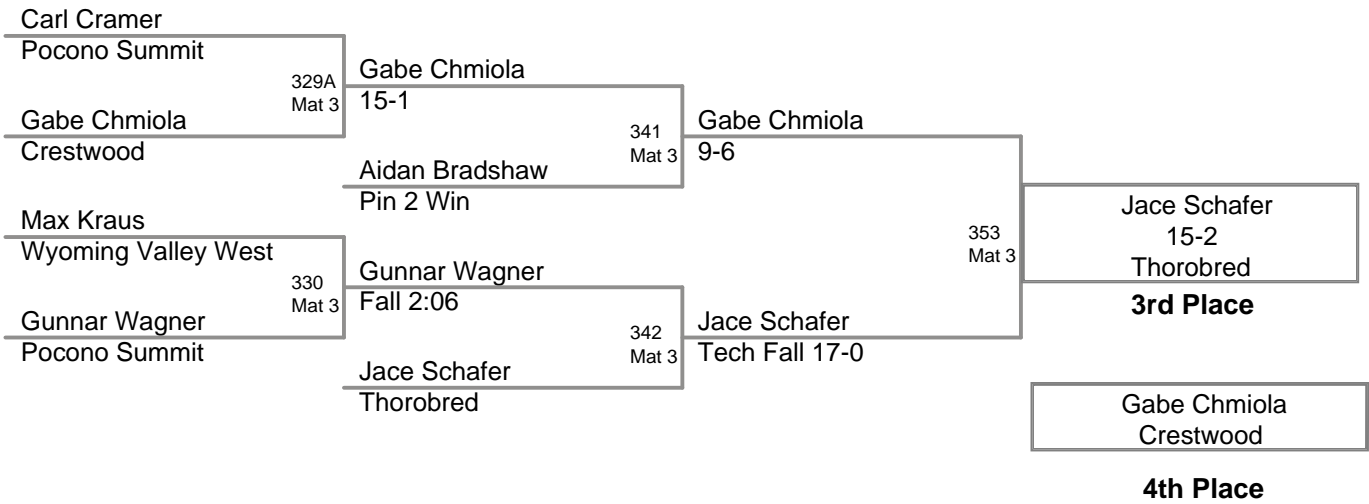 Carl Cramer
Pocono Summit
329A
Mat 3
Gabe Chmiola
Crestwood
Gabe Chmiola
15-1
341
Mat 3
Aidan Bradshaw
Pin 2 Win
Gabe Chmiola
9-6
Max Kraus
Wyoming Valley West
330
Mat 3
Gunnar Wagner
Pocono Summit
Gunnar Wagner
Fall 2:06
342
Mat 3
Jace Schafer
Thorobred
Jace Schafer
Tech Fall 17-0
353
Mat 3
Jace Schafer
15-2
Thorobred
3rd Place
Gabe Chmiola
Crestwood
4th Place